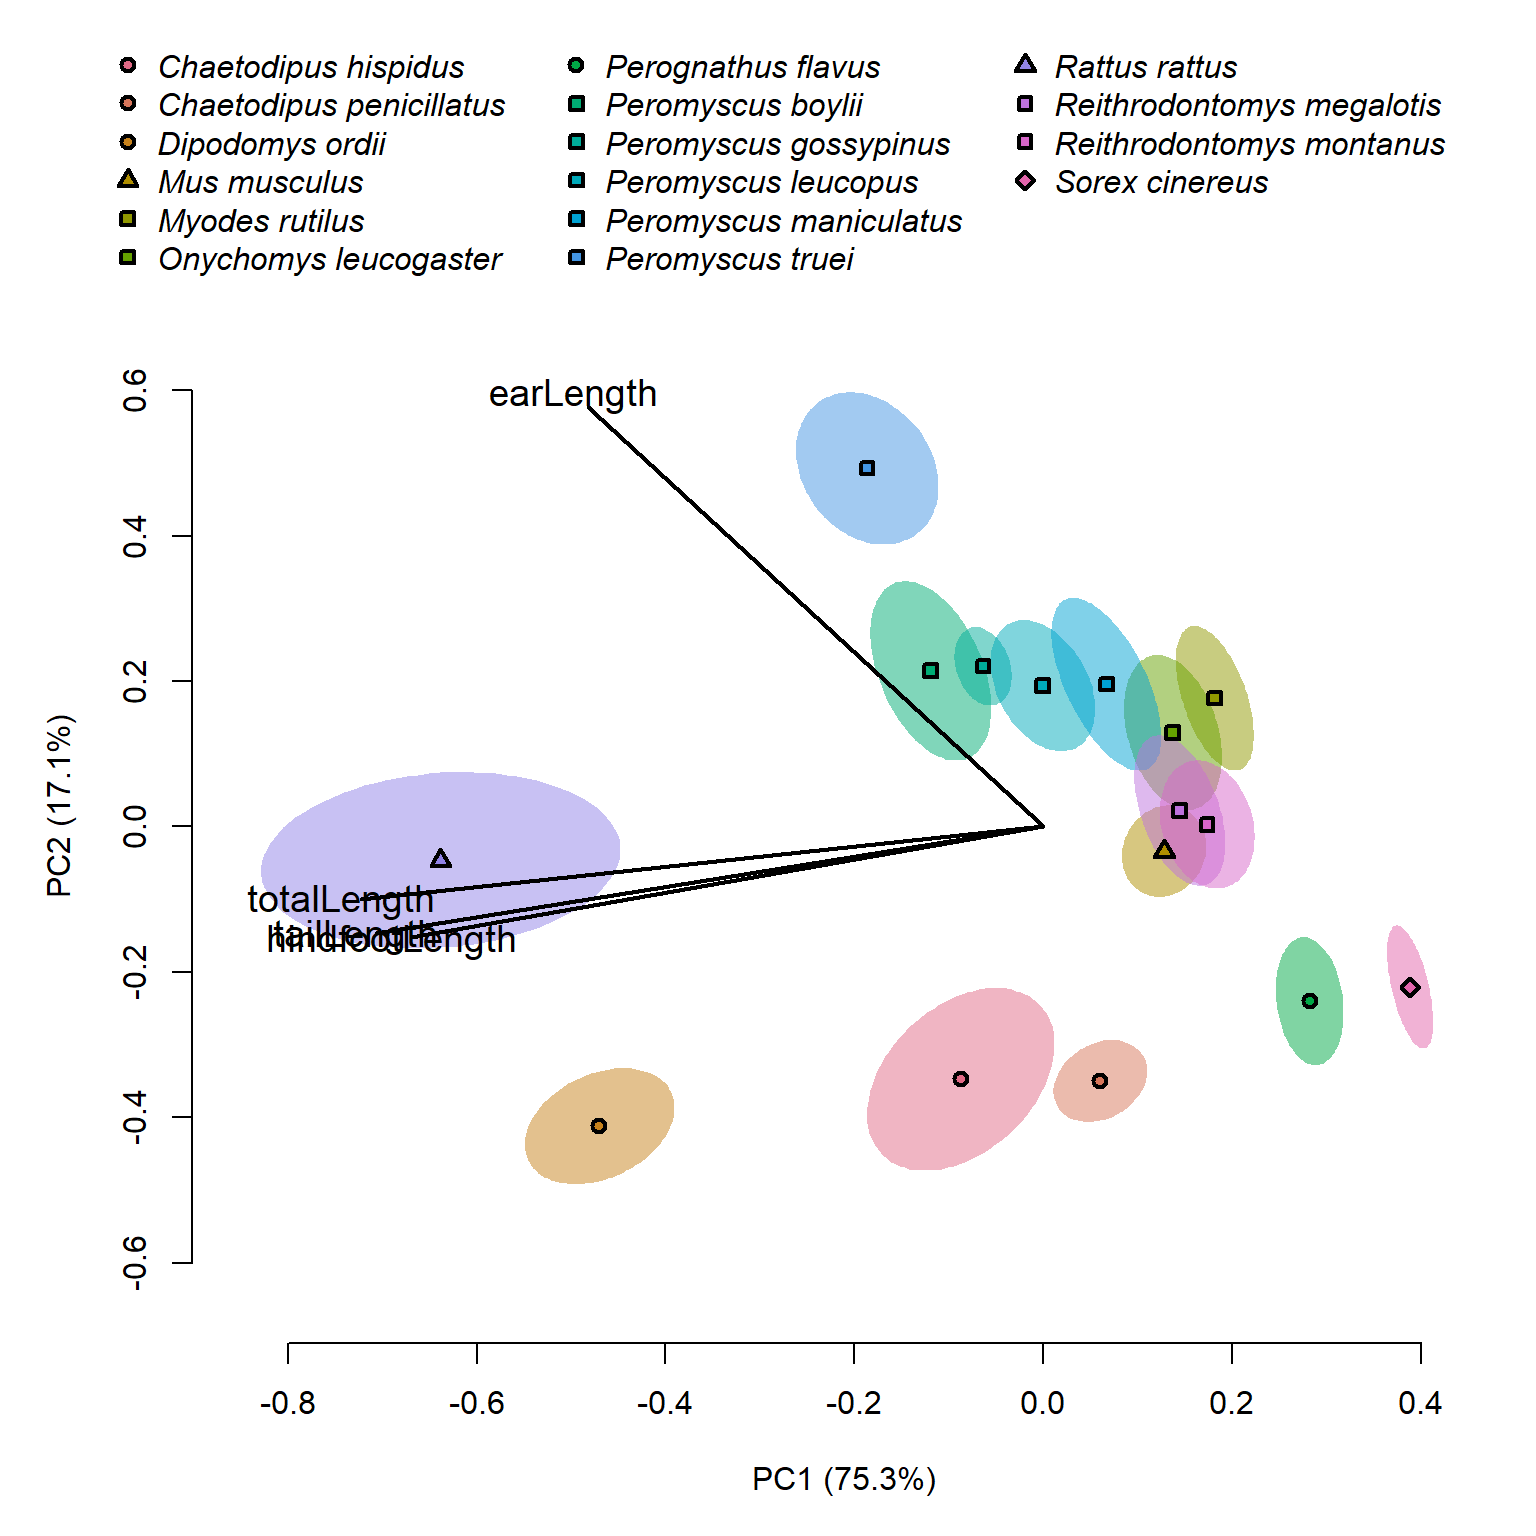 Chaetodipus hispidus
Chaetodipus penicillatus
Dipodomys ordii
Mus musculus
Myodes rutilus
Onychomys leucogaster
Perognathus flavus
Peromyscus boylii
Peromyscus gossypinus
Peromyscus leucopus
Peromyscus maniculatus
Peromyscus truei
Rattus rattus
Reithrodontomys megalotis
Reithrodontomys montanus
Sorex cinereus
PC2 (17.1%)
0.6
0.4
0.2
0.0
-0.2
-0.4
-0.6
earLength
totalLength
tailLength
hindfootLength
-0.8
-0.6
-0.4
-0.2
0.0
0.2
0.4
PC1 (75.3%)